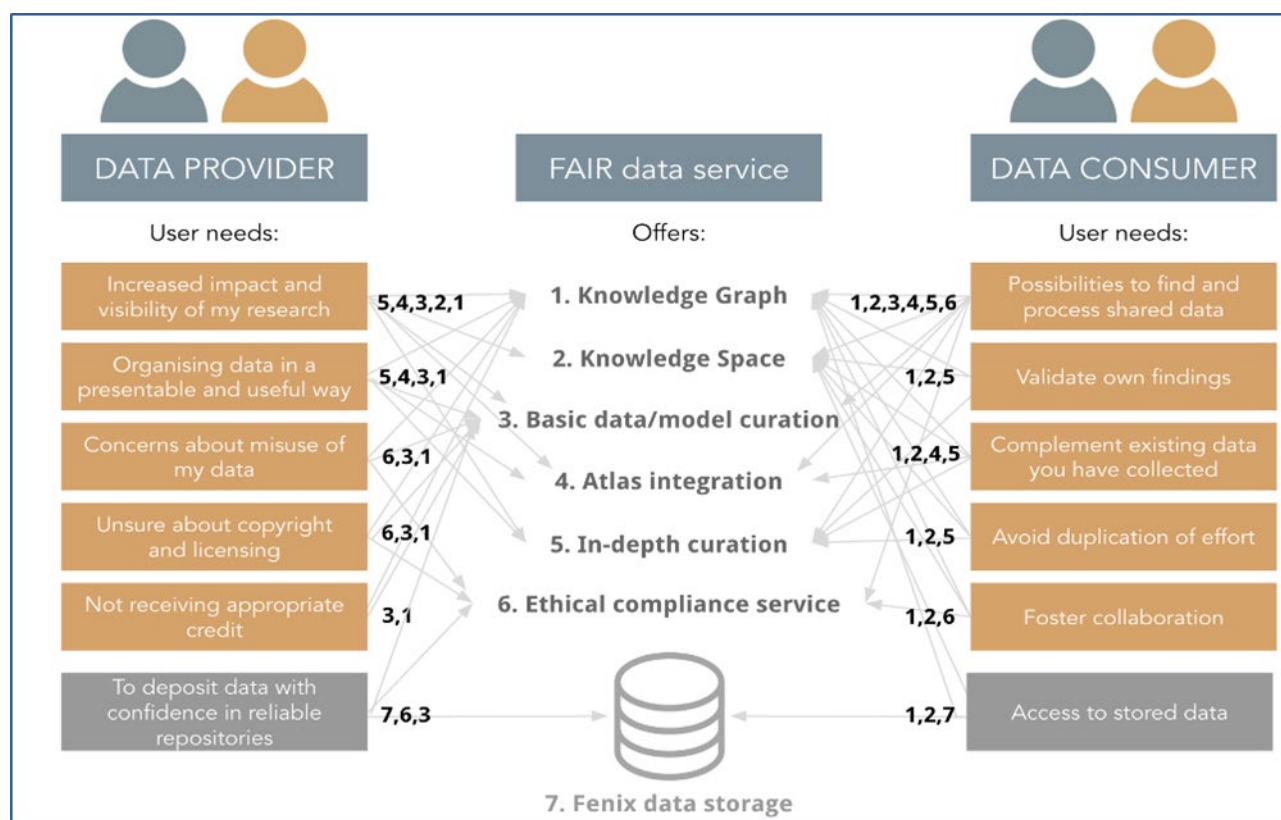 DATA PROVIDER
FAIR data service
DATA CONSUMER
User needs:
Offers:
User needs:
Increased impact and
visibility of my research
5,4,3,2,1
1. Knowledge Graph
1,2,3,4,5,6
Possibilities to find and
process shared data
Organising data in a
presentable and useful way
5,4,3,1
2. Knowledge Space
1,2,5
Validate own findings
3. Basic data/model curation
Concerns about misuse of
my data
6,3,1
4. Atlas integration
1,2,4,5
Complement existing data
you have collected
Unsure about copyright
and licensing
6,3,1
5. In-depth curation
1,2,5
Avoid duplication of effort
Not receiving appropriate
credit
3,1
6. Ethical compliance service
1,2,6
Foster collaboration
To deposit data with
confidence in reliable
repositories
7,6,3
1,2,7
Access to stored data
7. Fenix data storage